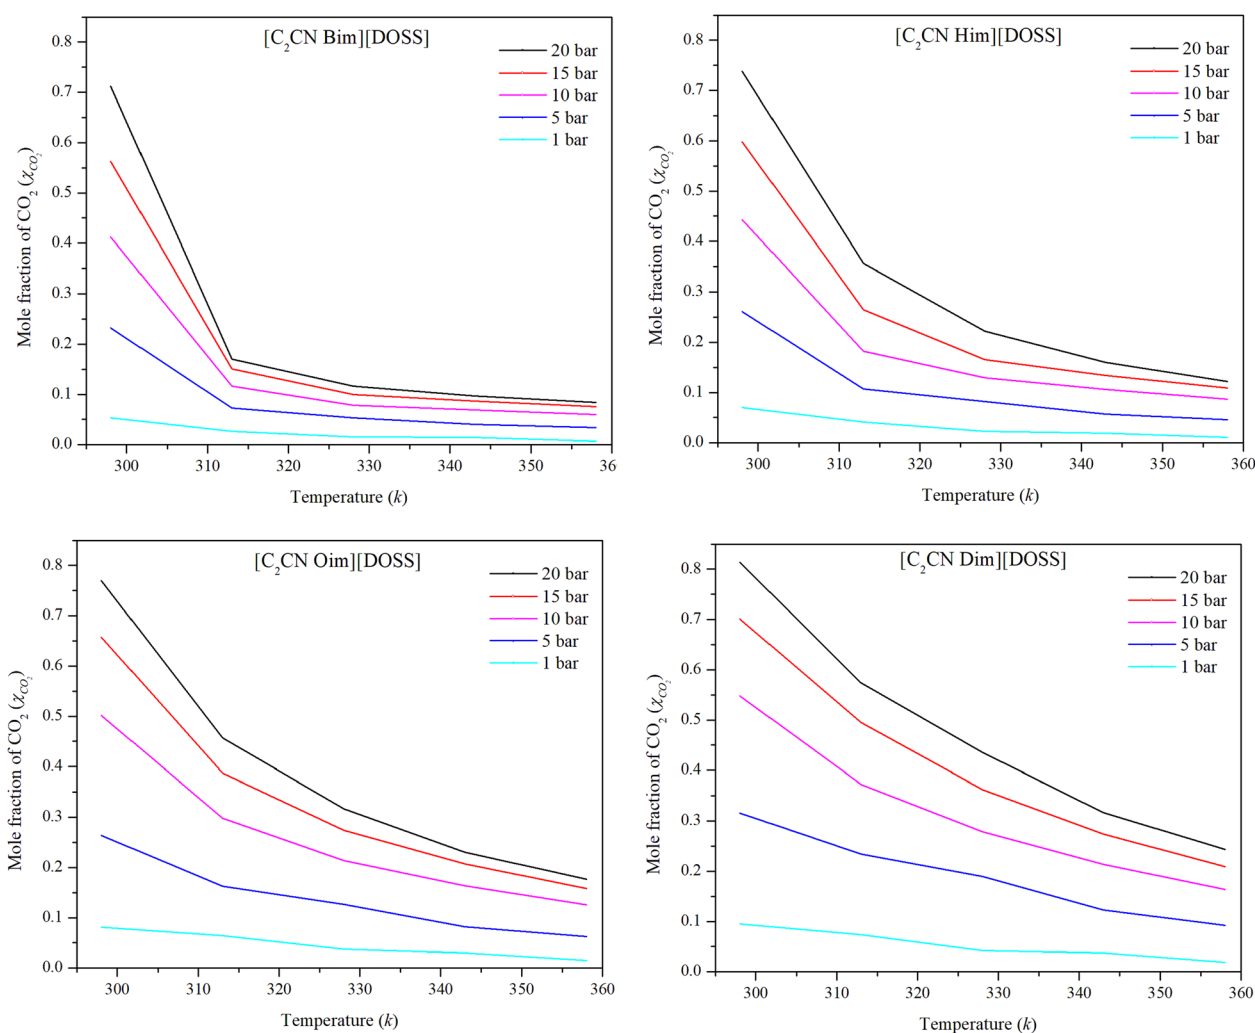 [C₂CN Bim][DOSS]
20 bar
15 bar
10 bar
5 bar
1 bar
Mole fraction of CO₂ (χCO₂)
0.8
0.7
0.6
0.5
0.4
0.3
0.2
0.1
0.0
300 310 320 330 340 350 36
Temperature (k)
[C₂CN Him][DOSS]
20 bar
15 bar
10 bar
5 bar
1 bar
Mole fraction of CO₂ (χCO₂)
0.8
0.7
0.6
0.5
0.4
0.3
0.2
0.1
0.0
300 310 320 330 340 350 360
Temperature (k)
[C₂CN Oim][DOSS]
20 bar
15 bar
10 bar
5 bar
1 bar
Mole fraction of CO₂ (χCO₂)
0.8
0.7
0.6
0.5
0.4
0.3
0.2
0.1
0.0
300 310 320 330 340 350 360
Temperature (k)
[C₂CN Dim][DOSS]
20 bar
15 bar
10 bar
5 bar
1 bar
Mole fraction of CO₂ (χCO₂)
0.8
0.7
0.6
0.5
0.4
0.3
0.2
0.1
0.0
300 310 320 330 340 350 360
Temperature (k)